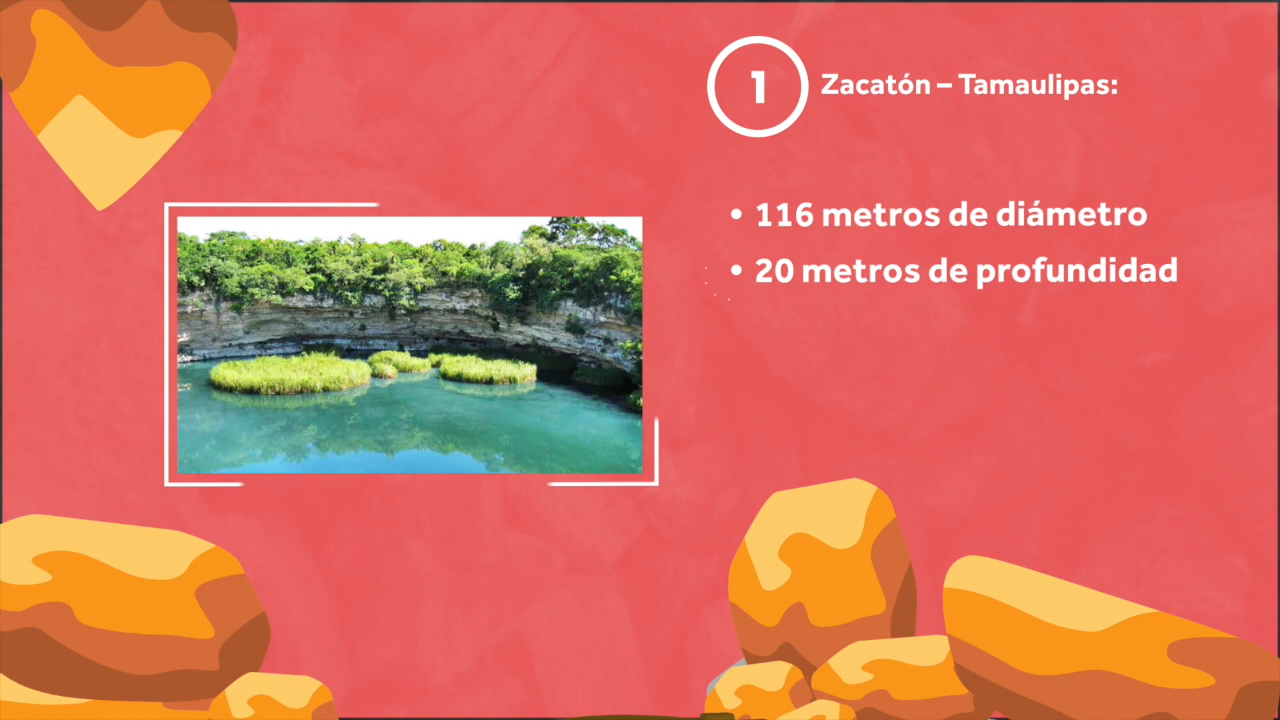 1
Zacatón – Tamaulipas:
• 116 metros de diámetro
• 20 metros de profundidad